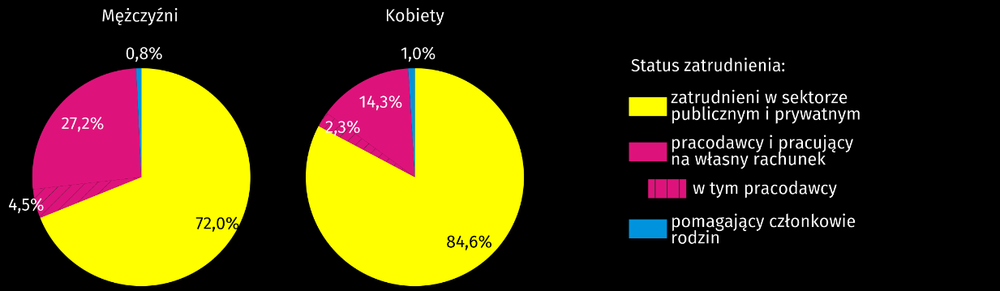 Mężczyźni
0,8%
27,2%
4,5%
72,0%
Kobiety
1,0%
14,3%
2,3%
84,6%
Status zatrudnienia:
zatrudnieni w sektorze
publicznym i prywatnym
pracodawcy i pracujący
na własny rachunek
w tym pracodawcy
pomagający członkowie
rodzin